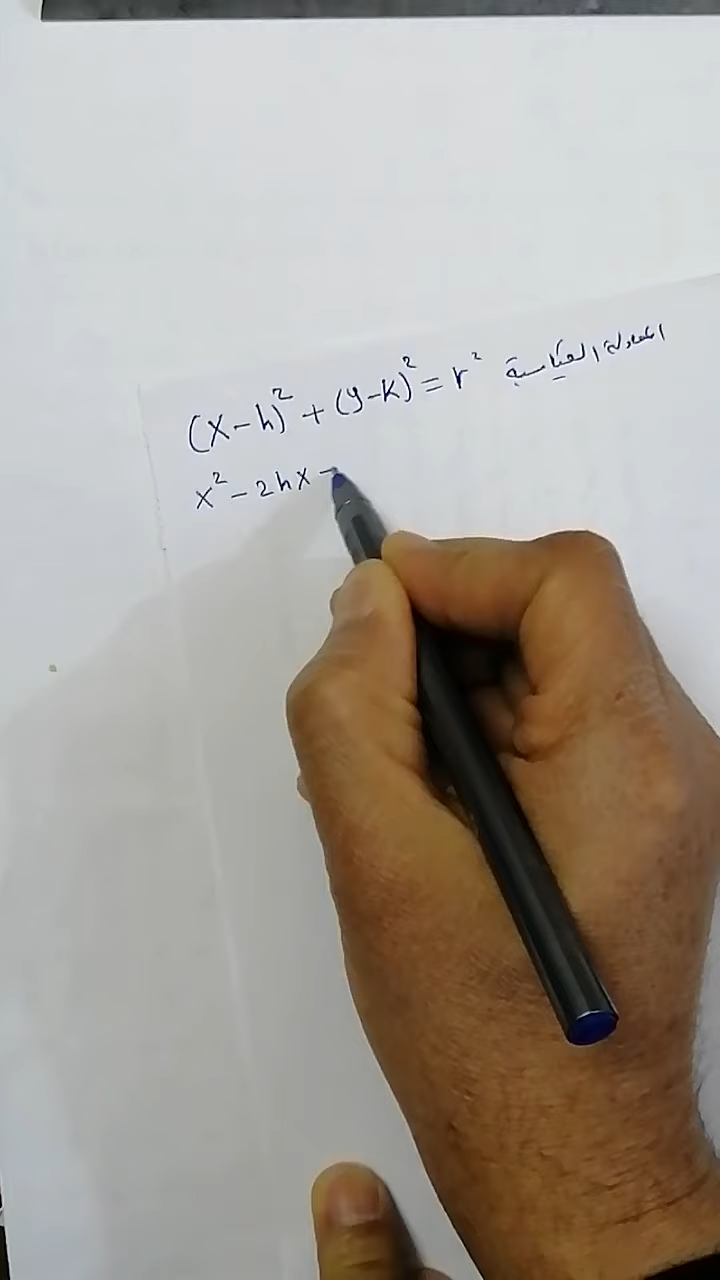 (x-h)² + (y-k)² = r² المعادلة القياسية
x² - 2hx -